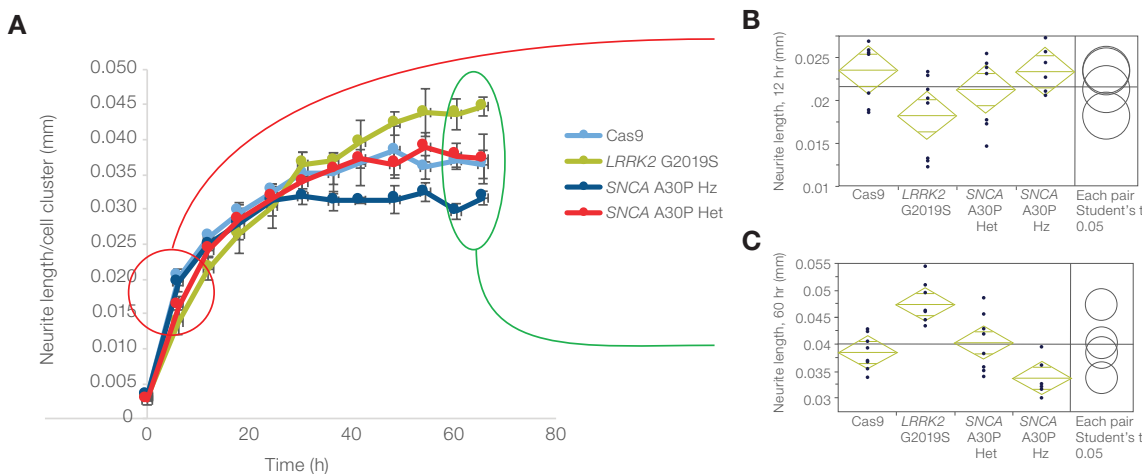 A
Neurite length/cell cluster (mm)
0.050
0.045
0.040
0.035
0.030
0.025
0.020
0.015
0.010
0.005
0
0
20
40
60
80
Time (h)
Cas9
LRRK2 G2019S
SNCA A30P Hz
SNCA A30P Het
B
Neurite length, 12 hr (mm)
0.025
0.02
0.015
0.01
Cas9
LRRK2
G2019S
SNCA
A30P
Het
SNCA
A30P
Hz
Each pair
Student's t
0.05
C
Neurite length, 60 hr (mm)
0.055
0.05
0.045
0.040
0.035
0.03
Cas9
LRRK2
G2019S
SNCA
A30P
Het
SNCA
A30P
Hz
Each pair
Student's t
0.05